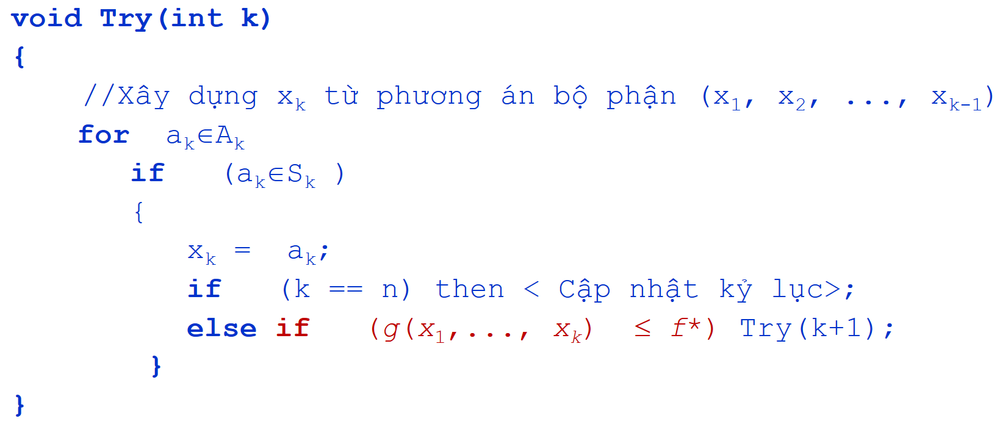 void Try(int k)
{
//Xây dựng xk từ phương án bộ phận (x1, x2, ..., xk-1)
for ak∈Ak
if (ak∈Sk )
{
xk = ak;
if (k == n) then < Cập nhật kỷ lục>;
else if (g(x1,..., xk) ≤ f*) Try(k+1);
}
}